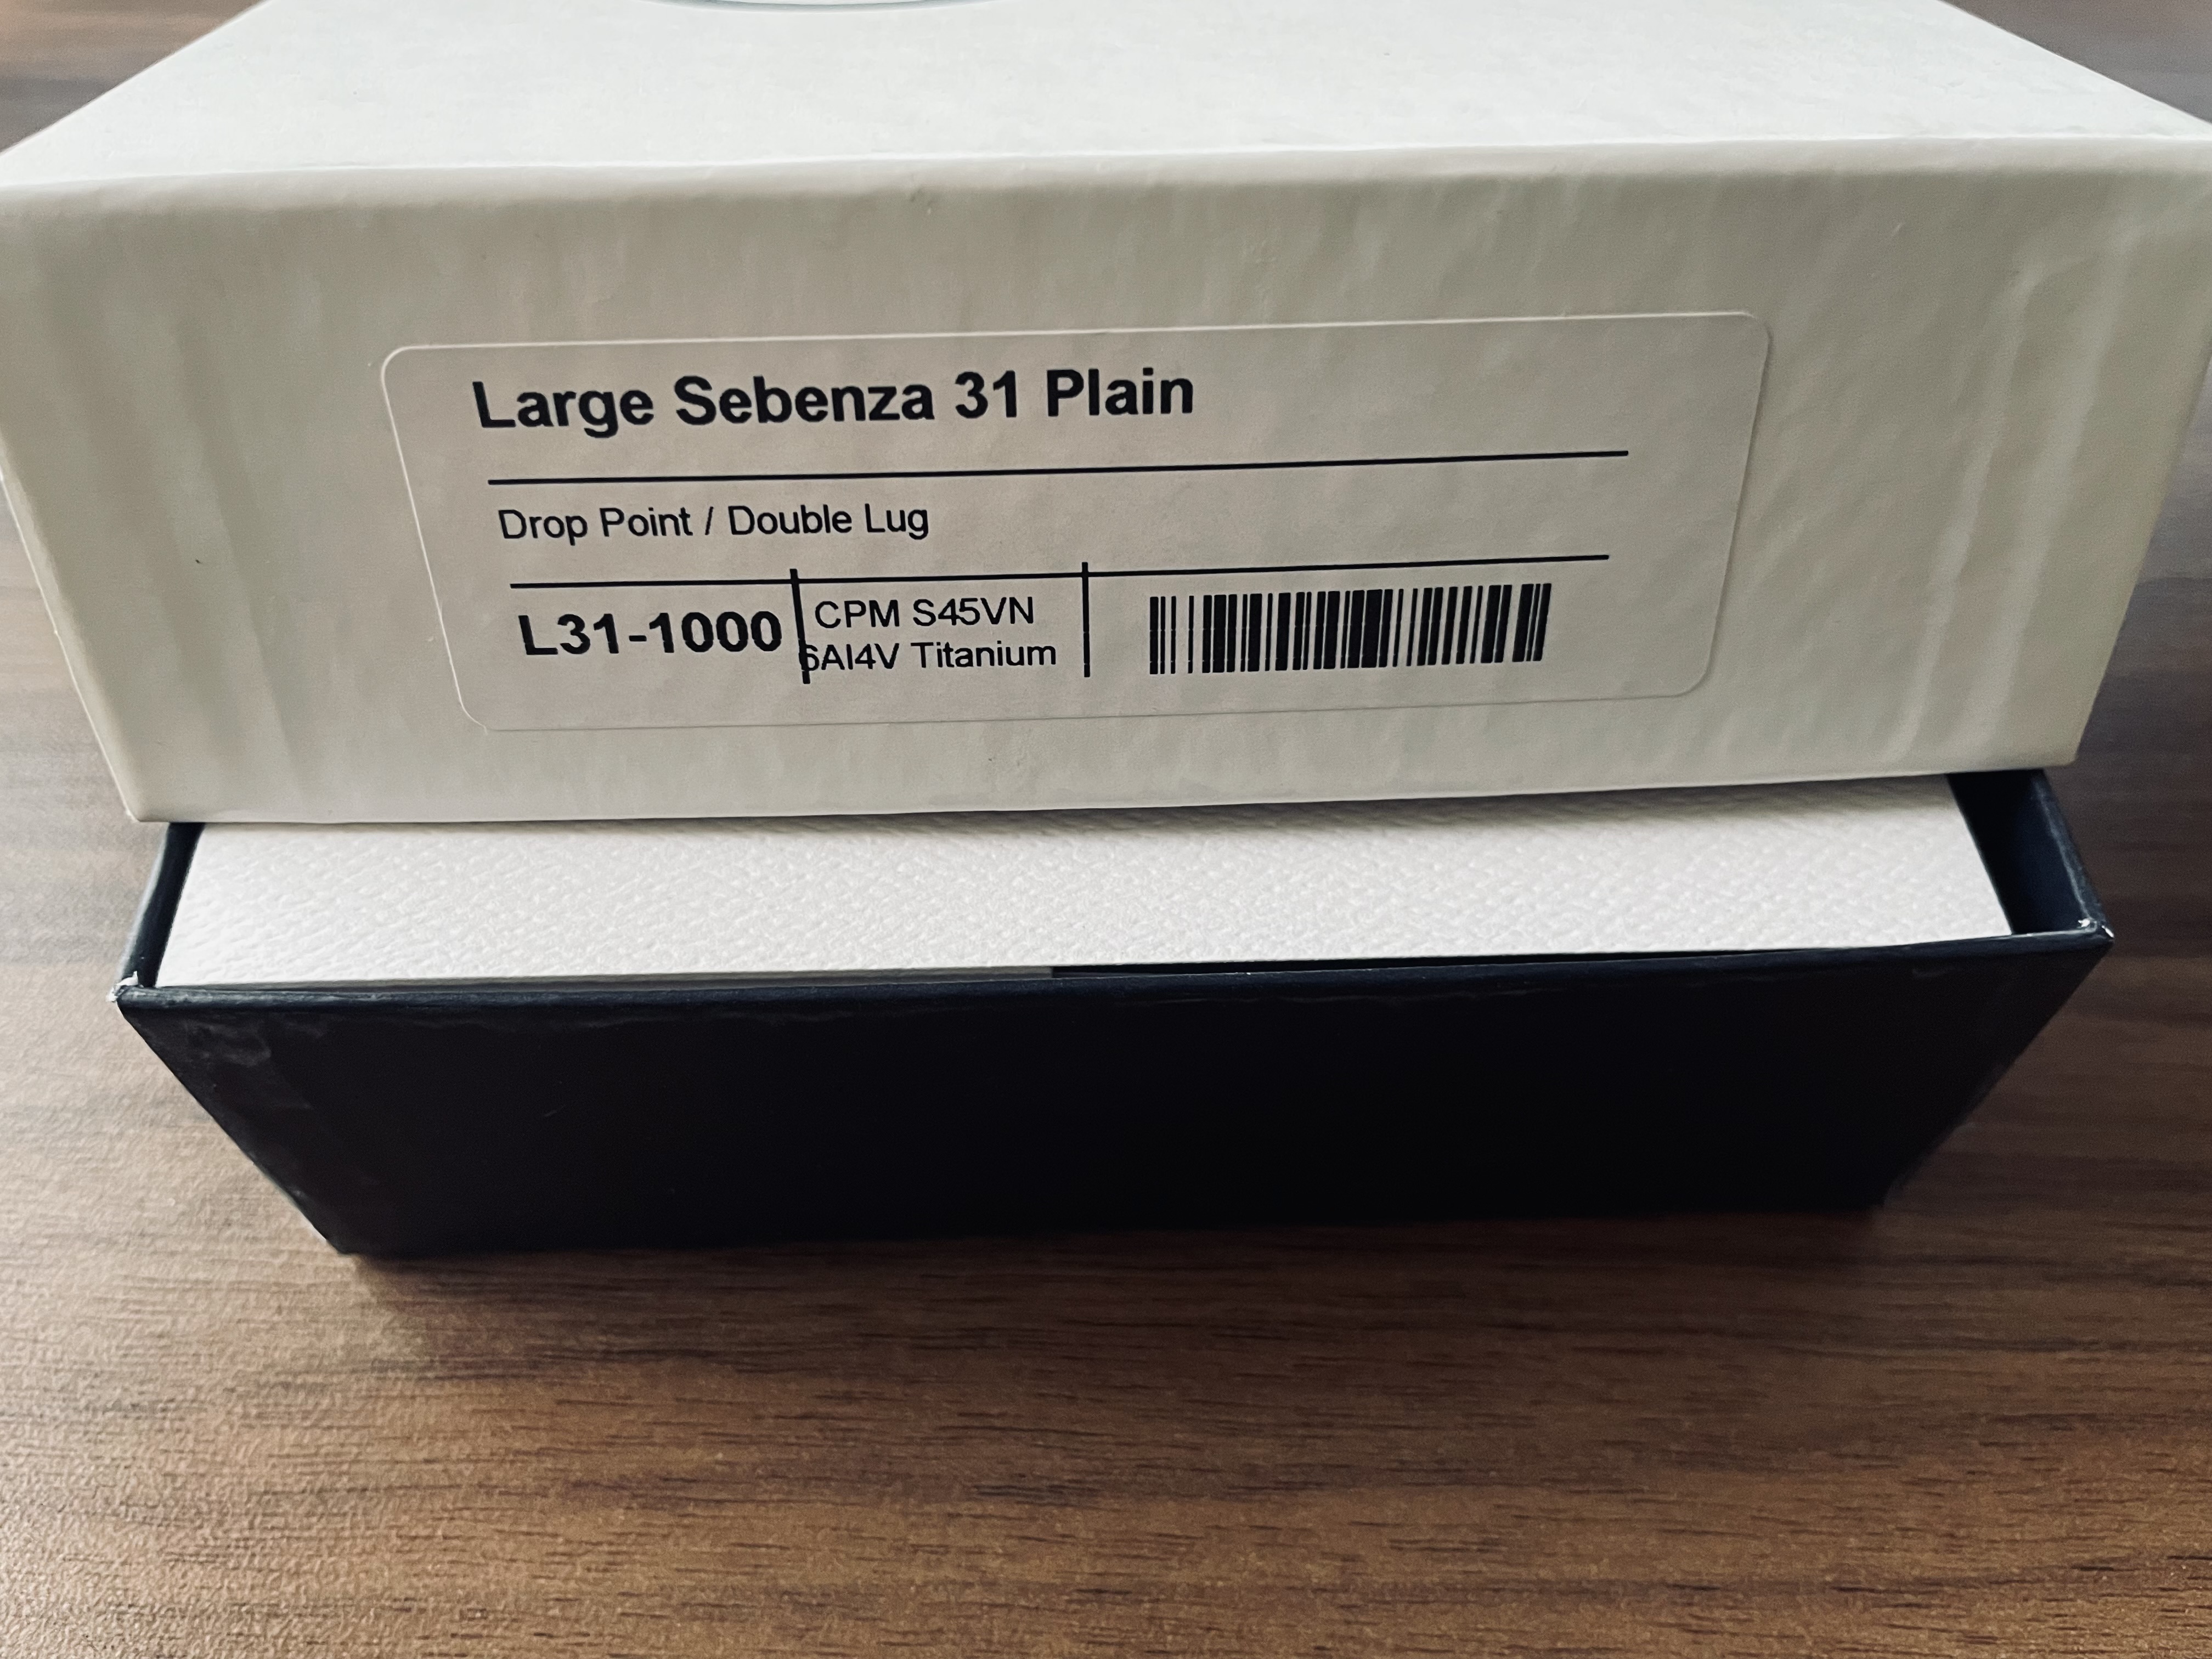 Large Sebenza 31 Plain
Drop Point / Double Lug
L31-1000
CPM S45VN
6Al4V Titanium